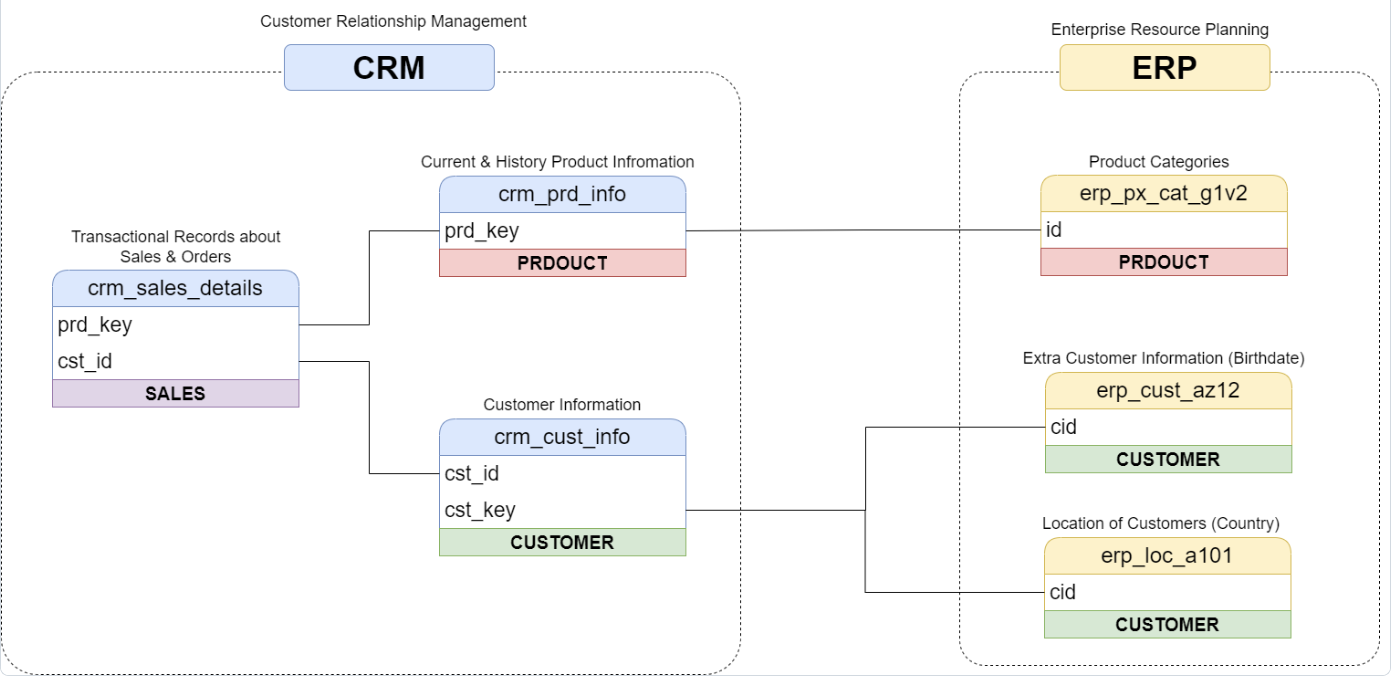 Customer Relationship Management
CRM
Enterprise Resource Planning
ERP
Current & History Product Infromation
crm_prd_info
prd_key
PRDOUCT
Product Categories
erp_px_cat_g1v2
id
PRDOUCT
Transactional Records about
Sales & Orders
crm_sales_details
prd_key
cst_id
SALES
Customer Information
crm_cust_info
cst_id
cst_key
CUSTOMER
Extra Customer Information (Birthdate)
erp_cust_az12
cid
CUSTOMER
Location of Customers (Country)
erp_loc_a101
cid
CUSTOMER